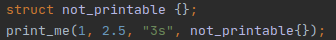 struct not_printable {};
print_me(1, 2.5, "3s", not_printable{});